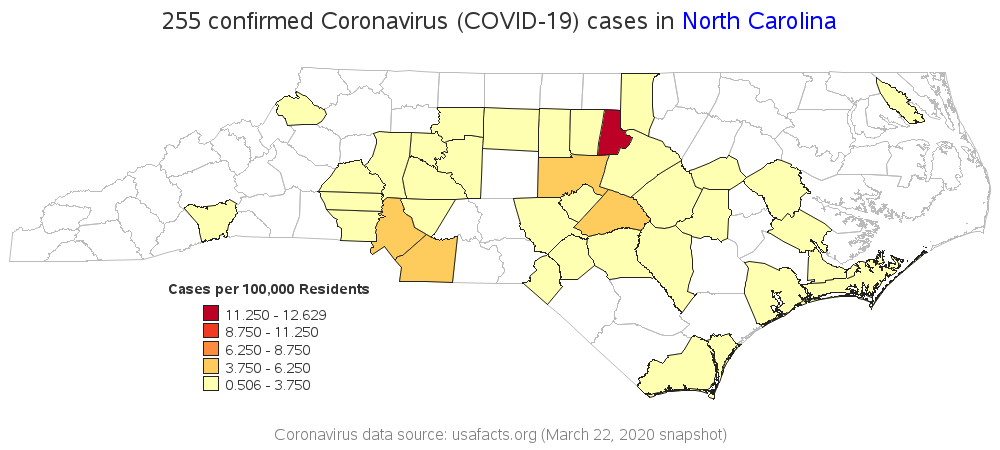 255 confirmed Coronavirus (COVID-19) cases in North Carolina
Cases per 100,000 Residents
11.250 - 12.629
8.750 - 11.250
6.250 - 8.750
3.750 - 6.250
0.506 - 3.750
Coronavirus data source: usafacts.org (March 22, 2020 snapshot)